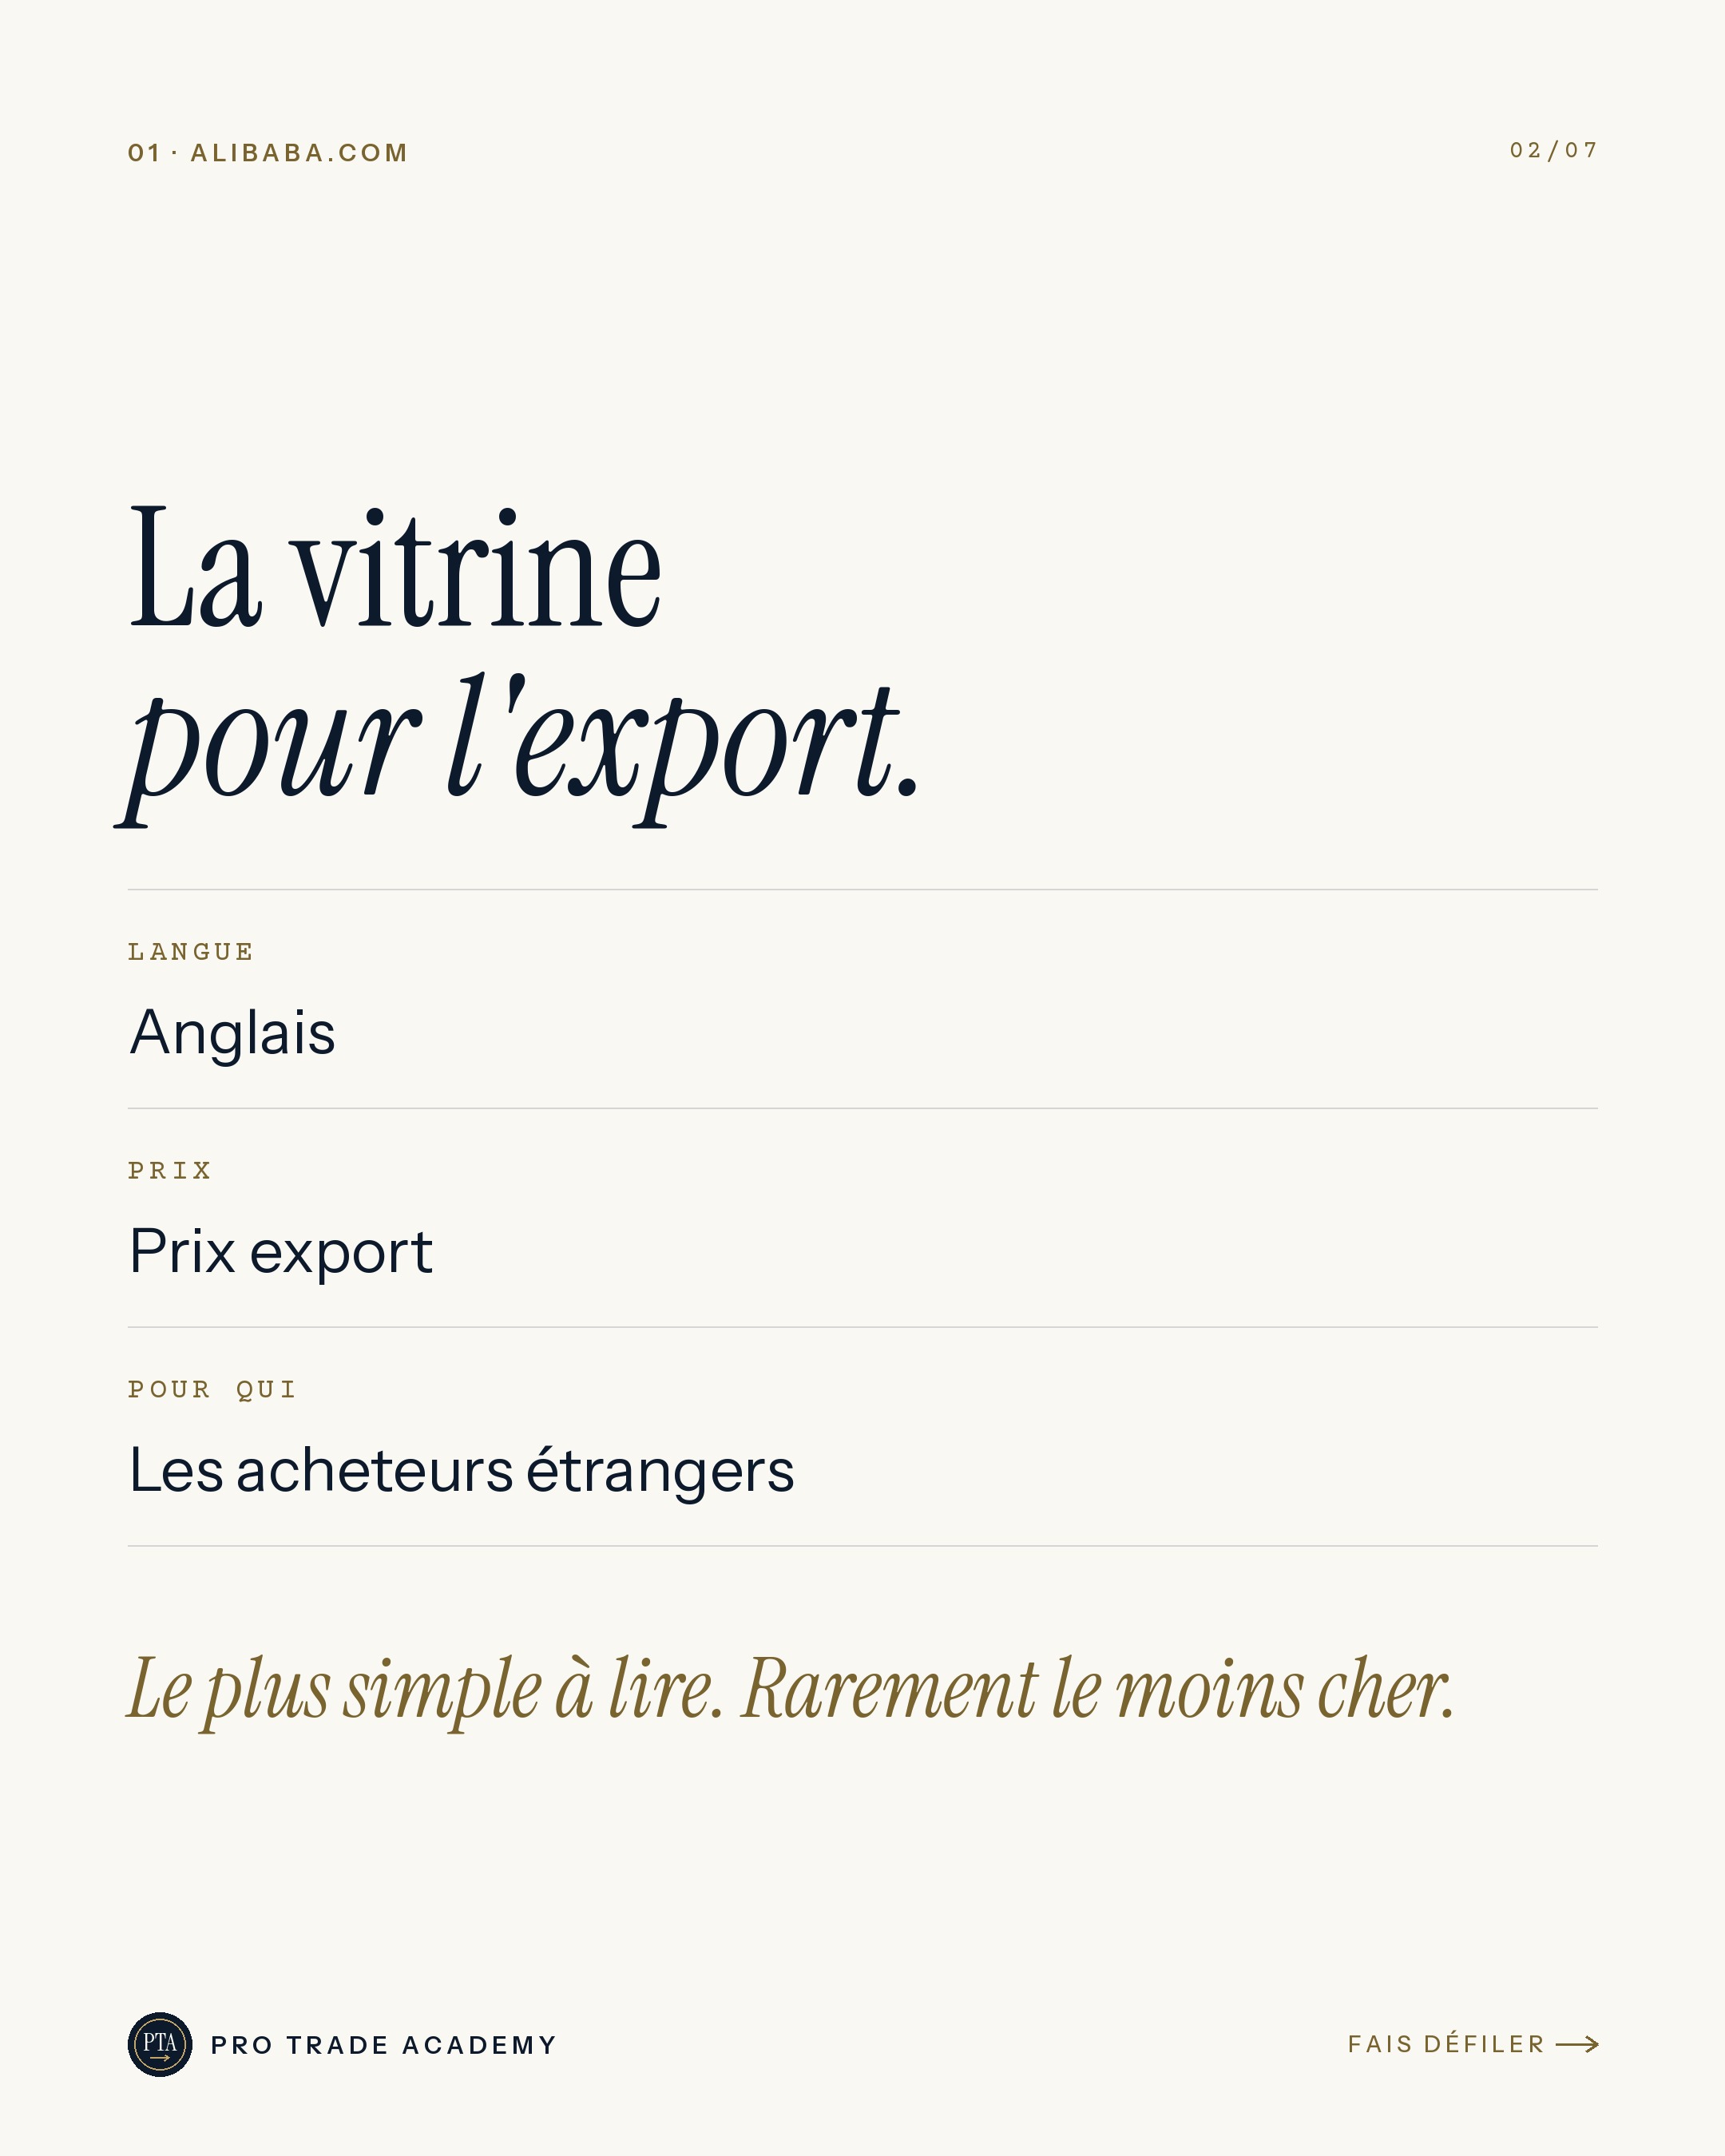 01 · ALIBABA.COM
02/07
La vitrine
pour l'export.
LANGUE
Anglais
PRIX
Prix export
POUR QUI
Les acheteurs étrangers
Le plus simple à lire. Rarement le moins cher.
PTA
PRO TRADE ACADEMY
FAIS DÉFILER